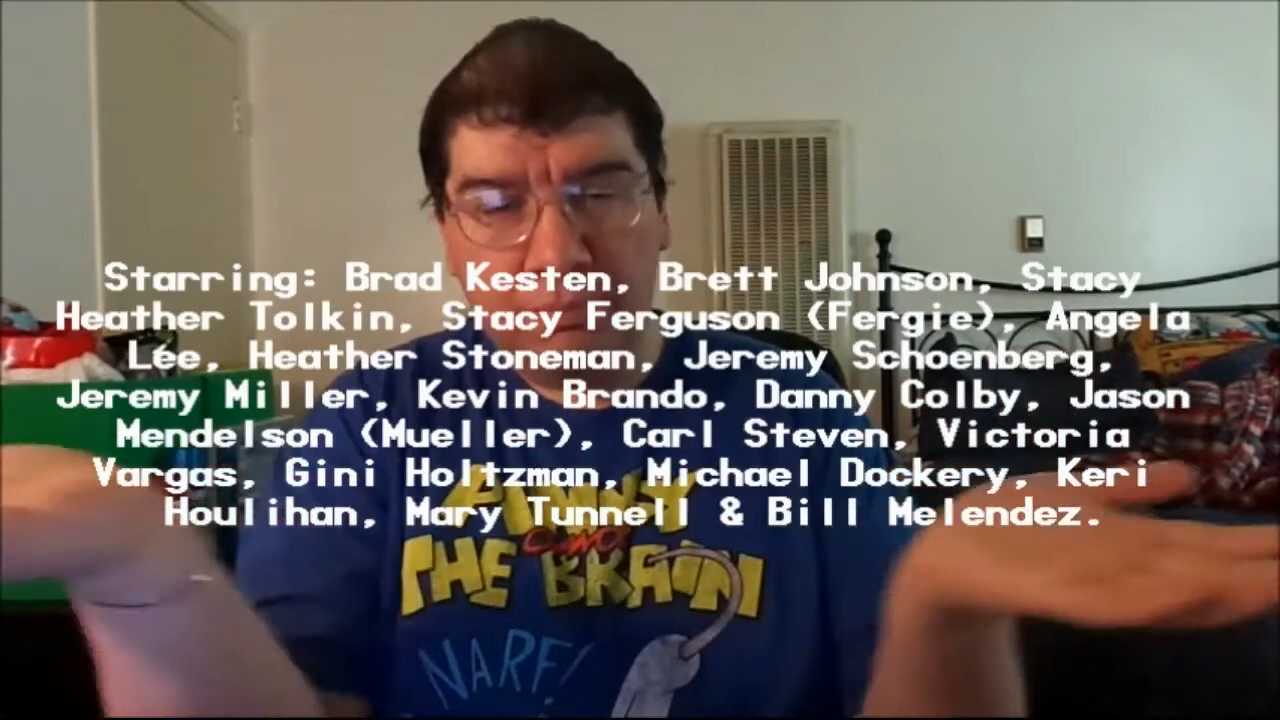 Starring: Brad Kesten, Brett Johnson, Stacy
Heather Tolkin, Stacy Ferguson (Fergie), Angela
Lee, Heather Stoneman, Jeremy Schoenberg,
Jeremy Miller, Kevin Brando, Danny Colby, Jason
Mendelson (Mueller), Carl Steven, Victoria
Vargas, Gini Holtzman, Michael Dockery, Keri
Houlihan, Mary Tunnell & Bill Melendez.
PINKY
AND
THE BRAIN
NARF!